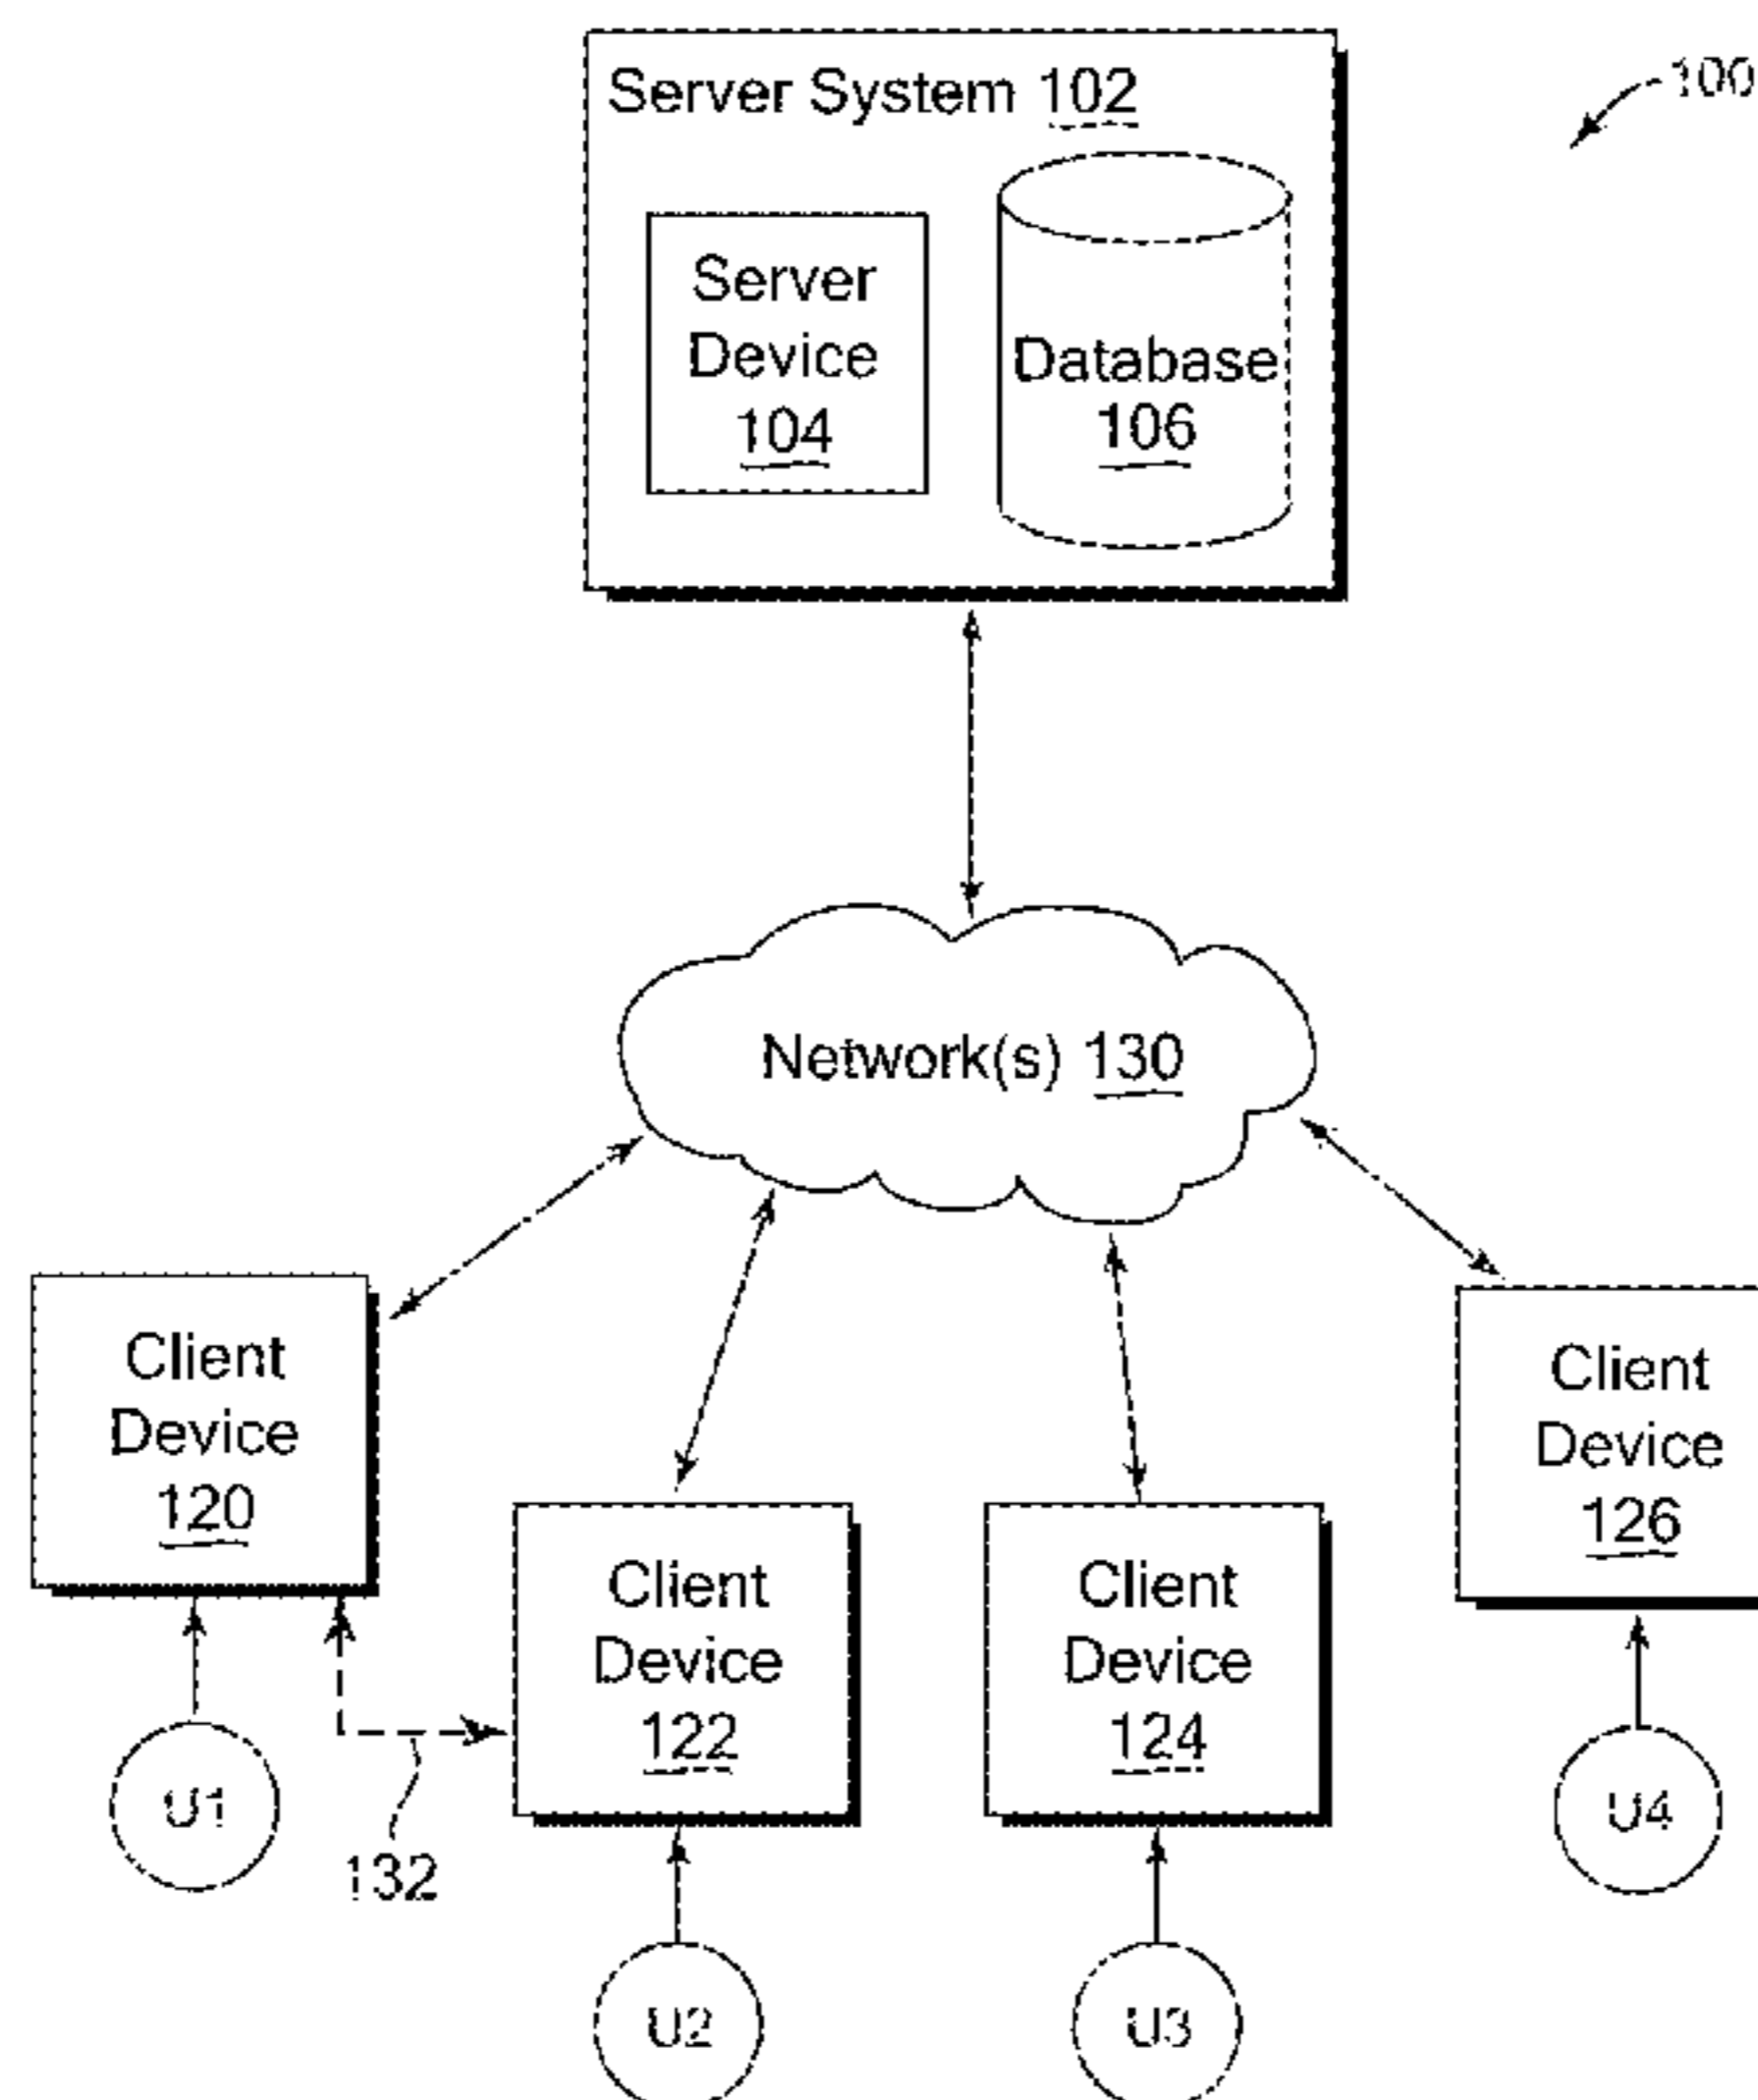 Server System 102
100
Server
Device
104
Database
106
Network(s) 130
Client
Device
120
Client
Device
122
Client
Device
124
Client
Device
126
U1
132
U2
U3
U4